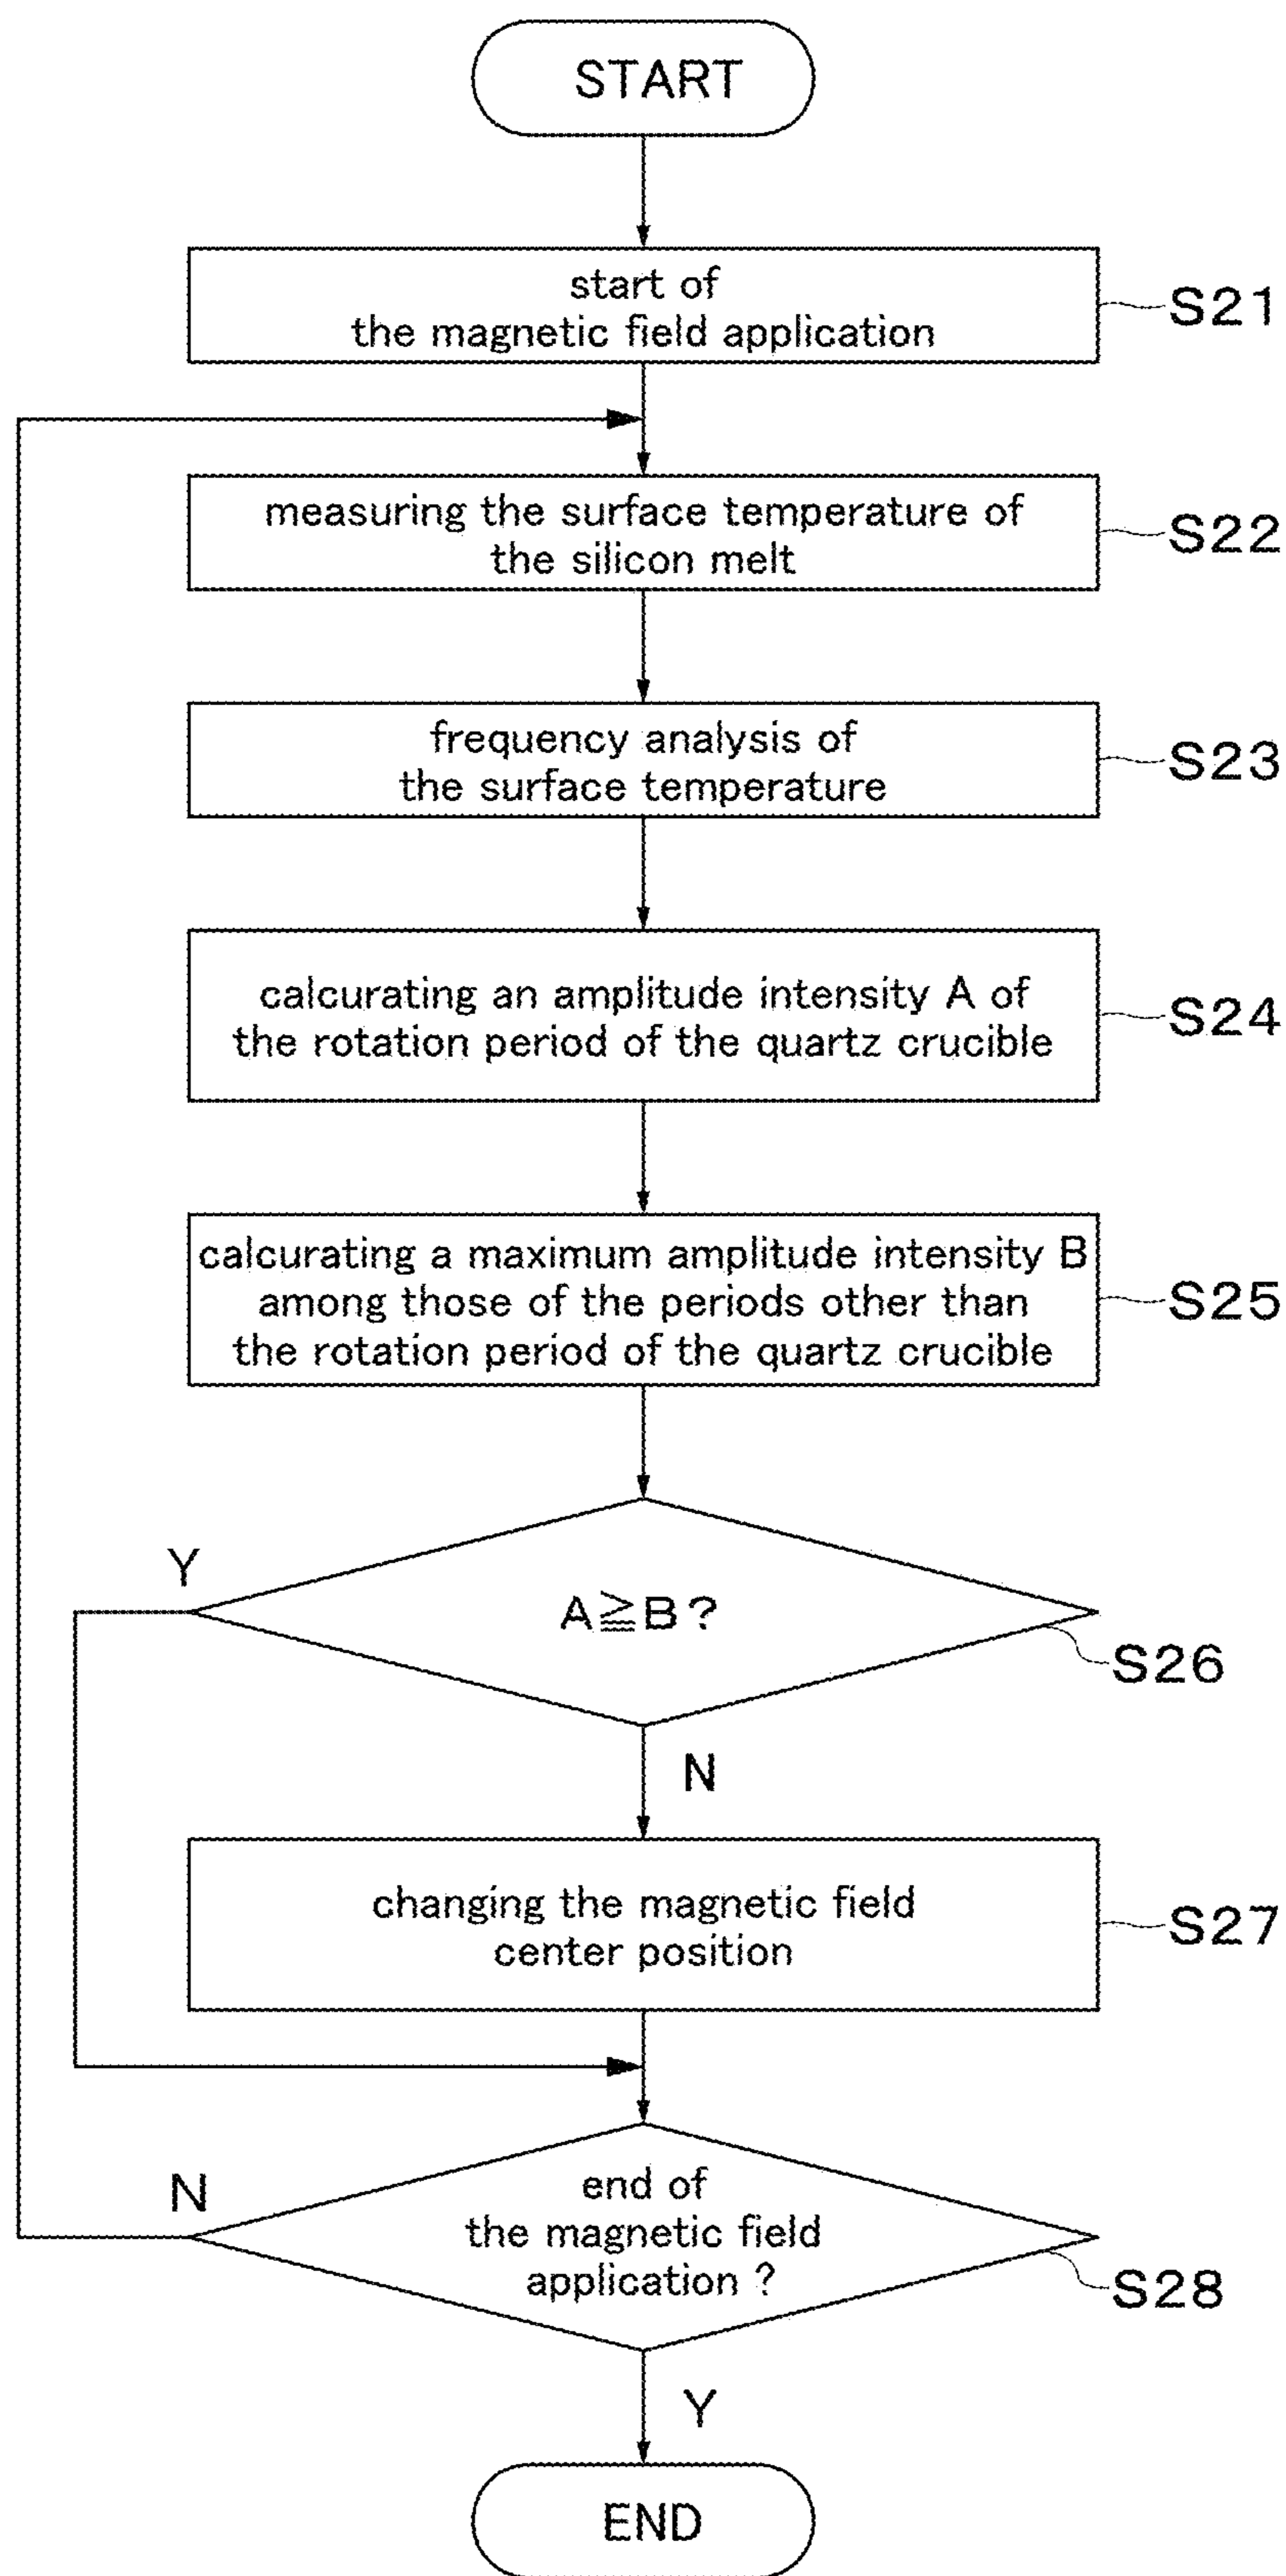 START
start of
the magnetic field application
S21
measuring the surface temperature of
the silicon melt
S22
frequency analysis of
the surface temperature
S23
calcurating an amplitude intensity A of
the rotation period of the quartz crucible
S24
calcurating a maximum amplitude intensity B
among those of the periods other than
the rotation period of the quartz crucible
S25
Y
A≧B?
S26
N
changing the magnetic field
center position
S27
N
end of
the magnetic field
application ?
S28
Y
END